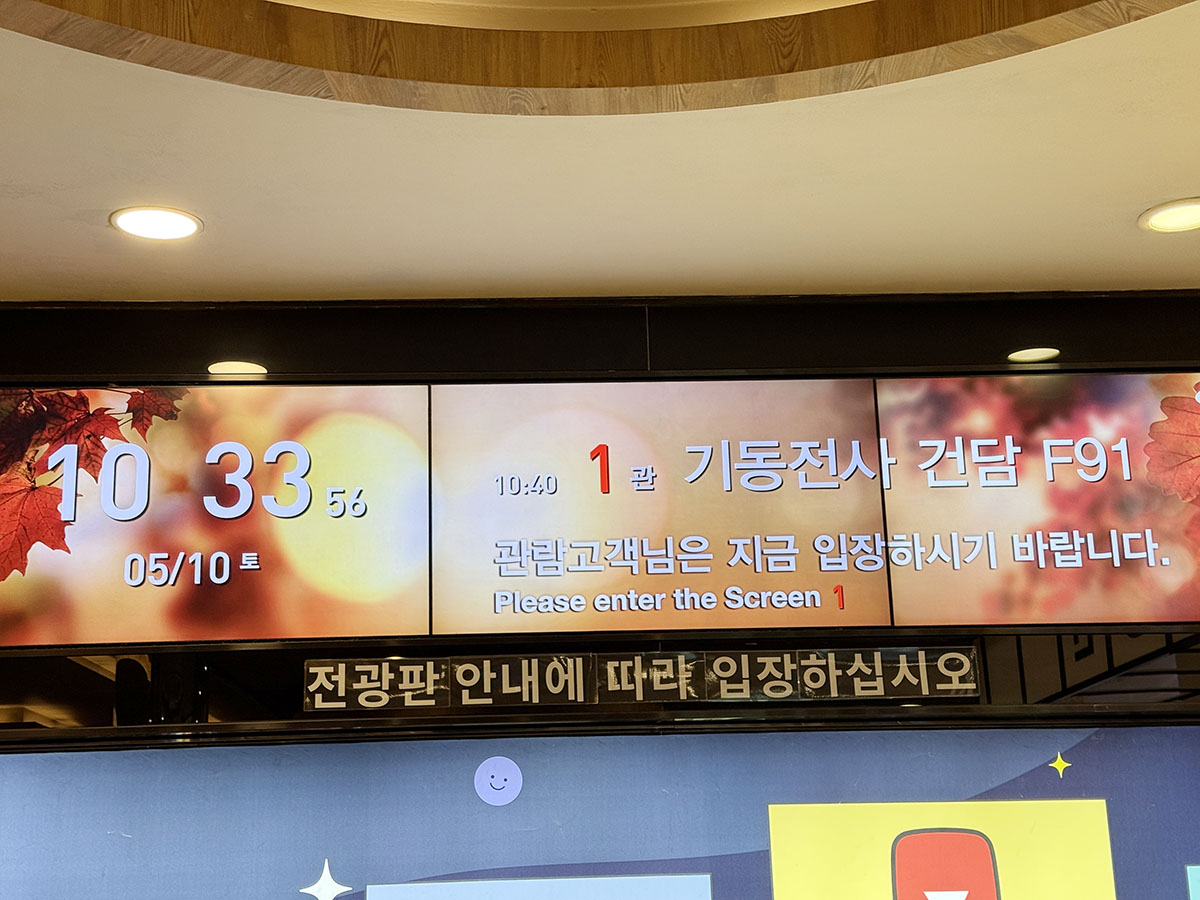 10 33 56
05/10 토
10:40 1 관 기동전사 건담 F91
관람고객님은 지금 입장하시기 바랍니다.
Please enter the Screen 1
전광판 안내에 따라 입장하십시오